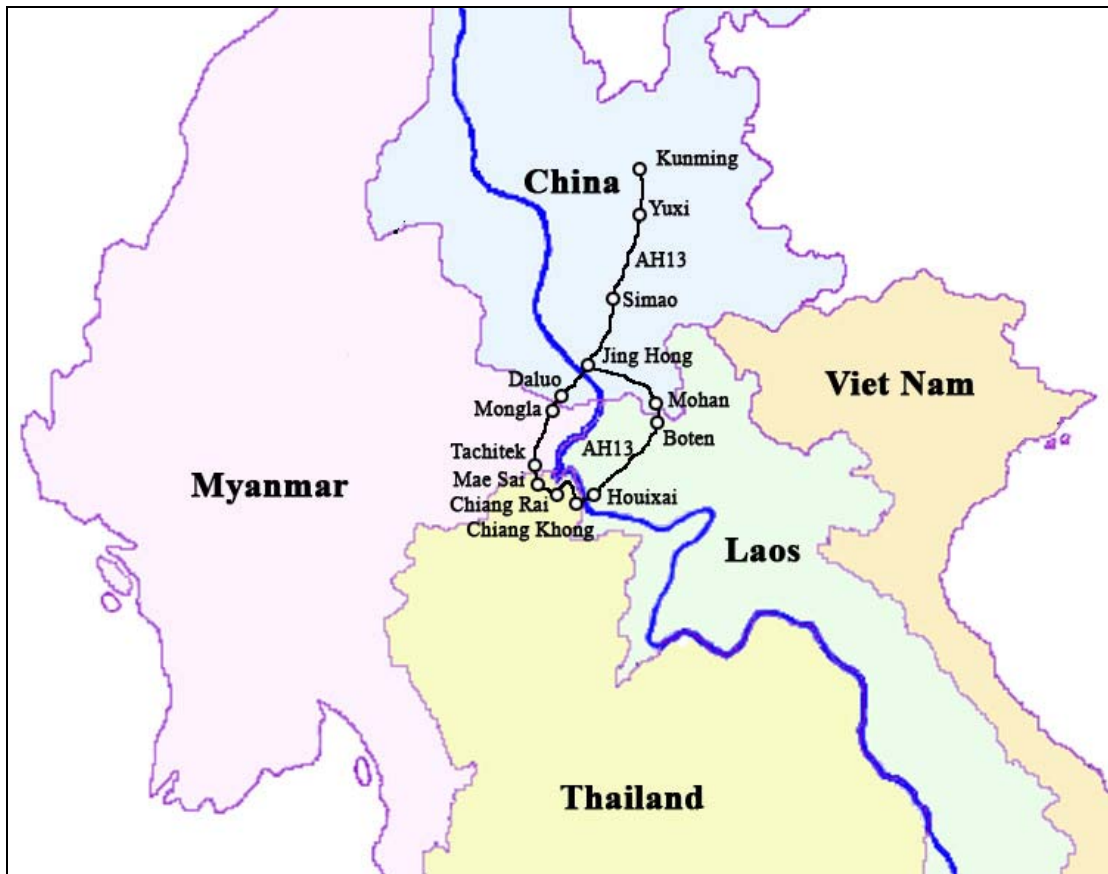 Kunming
China
Yuxi
AH13
Simao
Jing Hong
Daluo
Viet Nam
Mohan
Mongla
Boten
AH13
Tachitek
Mae Sai
Myanmar
Houixai
Chiang Rai
Chiang Khong
Laos
Thailand